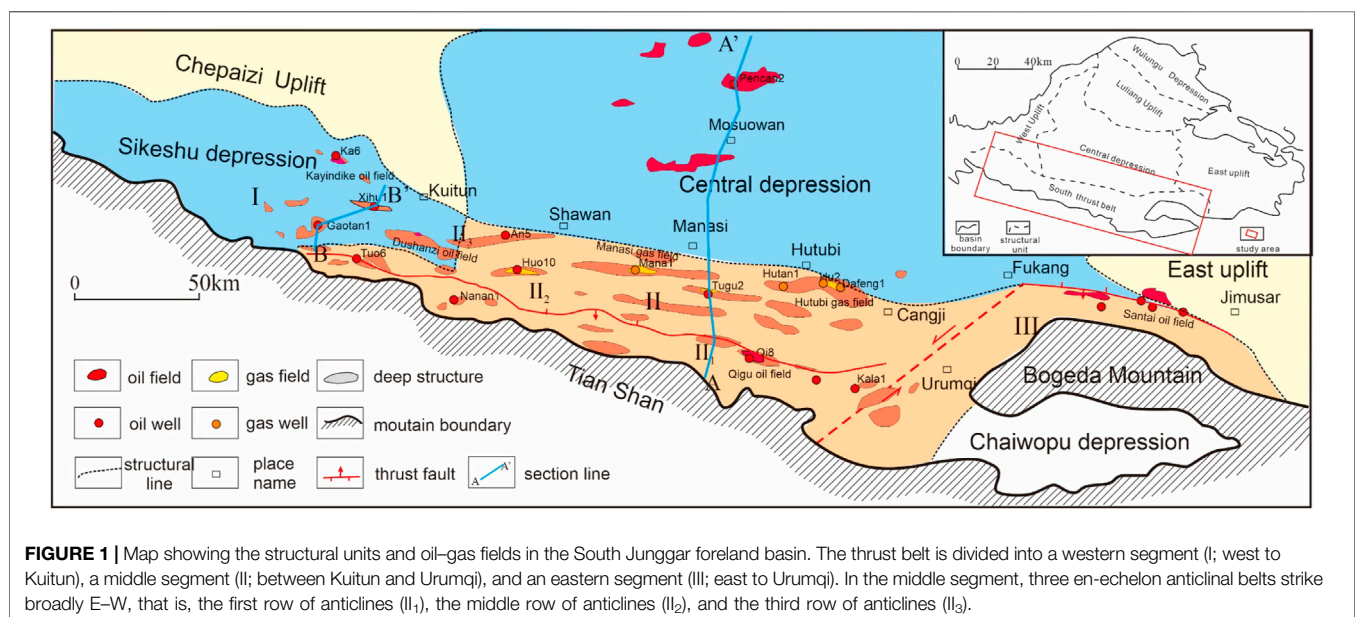 Chepaizi Uplift
A'
Pencan2
Mosuowan
Sikeshu depression
Ka6
Kayindike oil field
I
Xihu1
B'
Kuitun
Central depression
Gaotan1
B
Dushanzi oil field
II3
An5
Shawan
Manasi
Hutubi
Fukang
East uplift
Jimusar
Tuo6
Huo10
Manasi gas field
Mana1
Hutan1
Hu2
Dafeng1
Hutubi gas field
Tugu2
Nanan1
II2
II
Cangji
Santai oil field
III
II1
A
Qi8
Qigu oil field
Kala1
Urumqi
Tian Shan
Bogeda Mountain
Chaiwopu depression
0 50km
0 20 40km
Wulungu Depression
Luliang Uplift
West Uplift
Central depression
East uplift
South thrust belt
basin
boundary
structural
unit
study area
oil field
gas field
deep structure
oil well
gas well
moutain boundary
structural
line
place
name
thrust fault
A A'
section line
FIGURE 1 | Map showing the structural units and oil–gas fields in the South Junggar foreland basin. The thrust belt is divided into a western segment (I; west to
Kuitun), a middle segment (II; between Kuitun and Urumqi), and an eastern segment (III; east to Urumqi). In the middle segment, three en-echelon anticlinal belts strike
broadly E–W, that is, the first row of anticlines (II1), the middle row of anticlines (II2), and the third row of anticlines (II3).